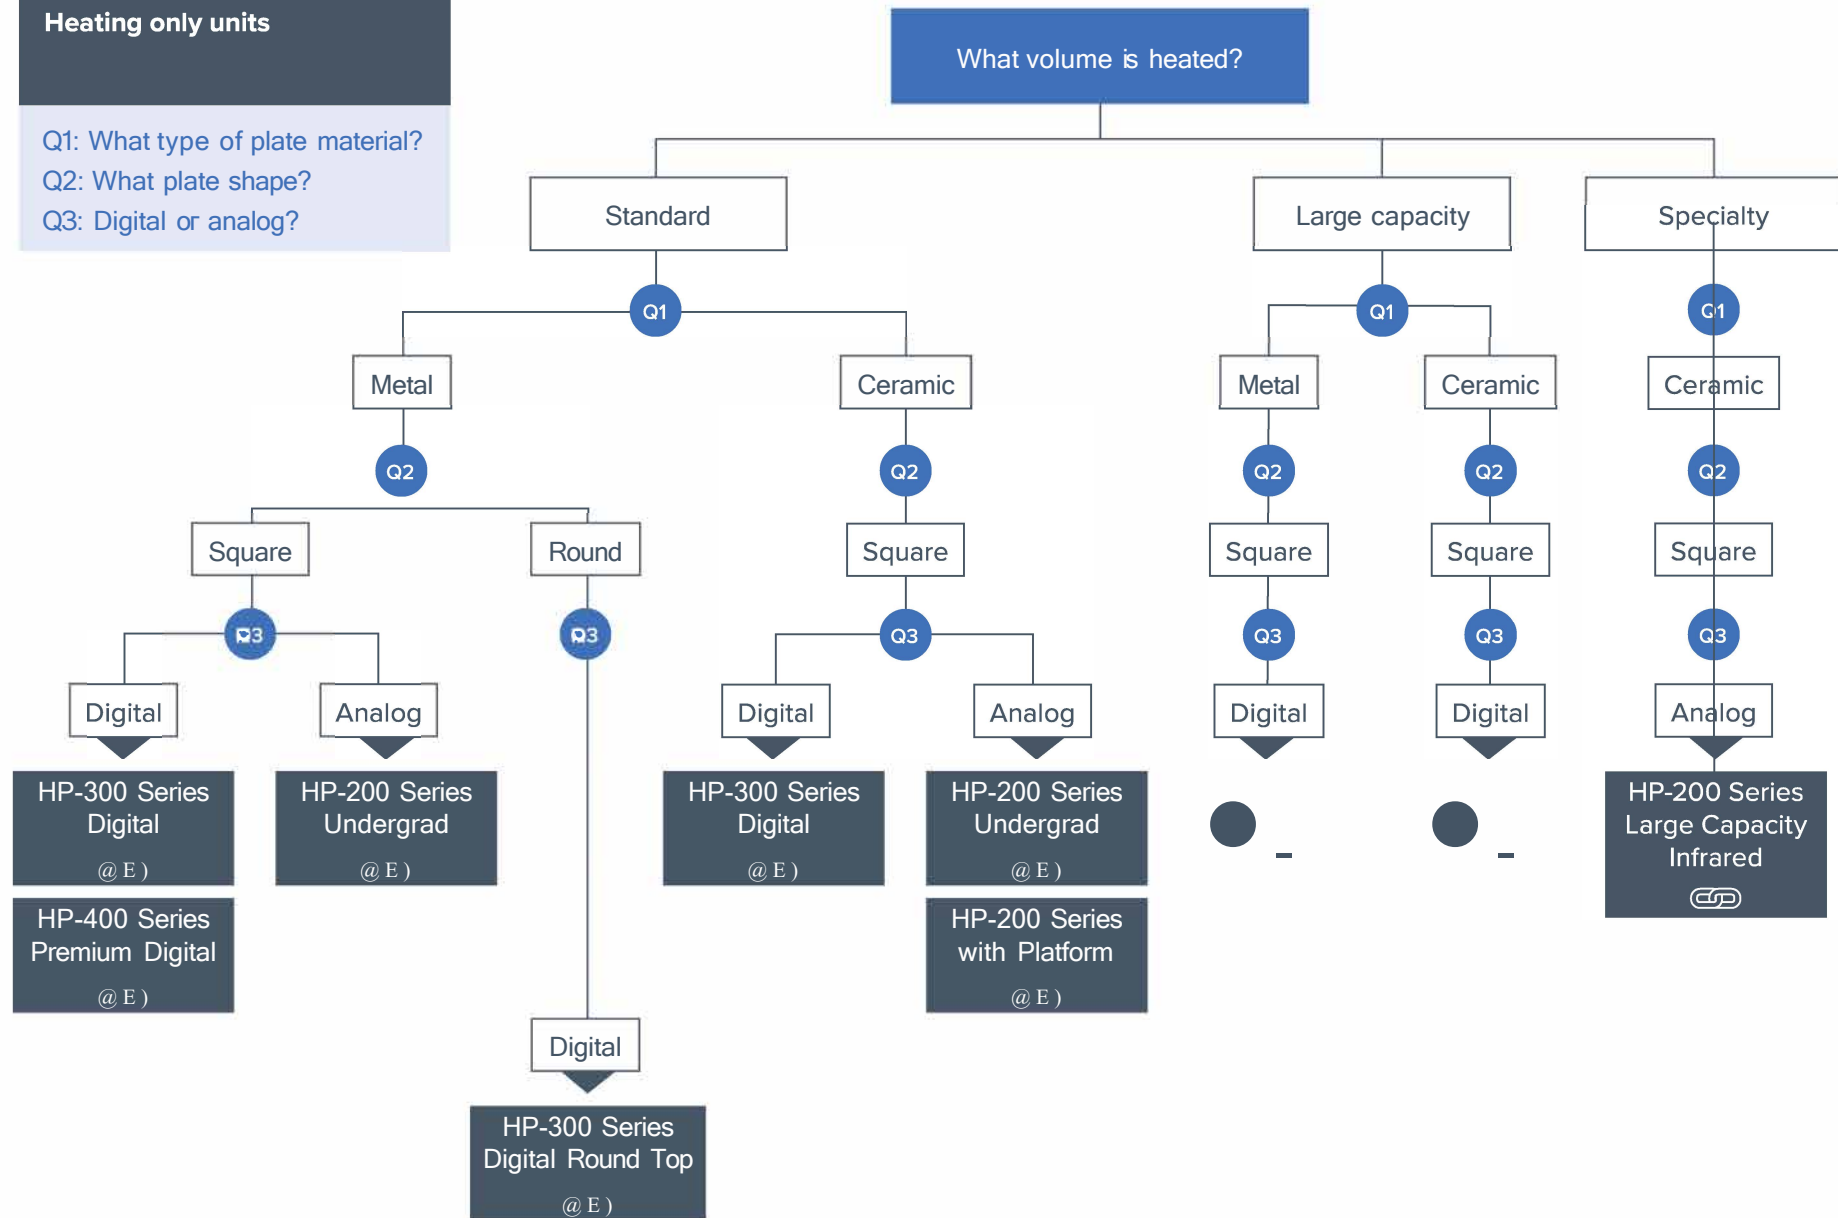 Heating only units
Q1: What type of plate material?
Q2: What plate shape?
Q3: Digital or analog?
What volume is heated?
Standard
Large capacity
Specialty
Q1
Q1
Q1
Metal
Ceramic
Metal
Ceramic
Ceramic
Q2
Q2
Q2
Q2
Q2
Square
Round
Square
Square
Square
Square
Q3
Q3
Q3
Q3
Q3
Q3
Digital
Analog
Digital
Analog
Digital
Digital
Analog
HP-300 Series
Digital
@E)
HP-200 Series
Undergrad
@E)
HP-300 Series
Digital
@E)
HP-200 Series
Undergrad
@E)
HP-200 Series
Large Capacity
Infrared
HP-400 Series
Premium Digital
@E)
HP-200 Series
with Platform
@E)
Digital
HP-300 Series
Digital Round Top
@E)